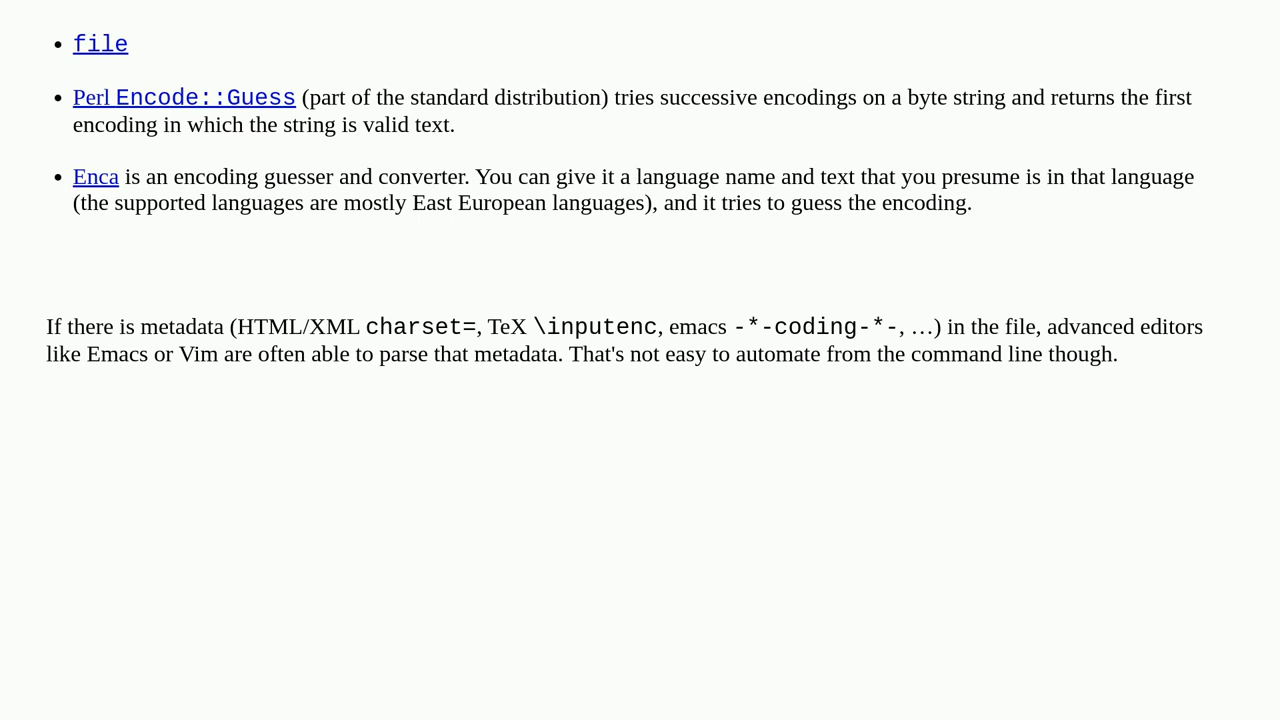 • file
• Perl Encode::Guess (part of the standard distribution) tries successive encodings on a byte string and returns the first
encoding in which the string is valid text.
• Enca is an encoding guesser and converter. You can give it a language name and text that you presume is in that language
(the supported languages are mostly East European languages), and it tries to guess the encoding.
If there is metadata (HTML/XML charset=, TeX \inputenc, emacs -*-coding-*-, …) in the file, advanced editors
like Emacs or Vim are often able to parse that metadata. That's not easy to automate from the command line though.